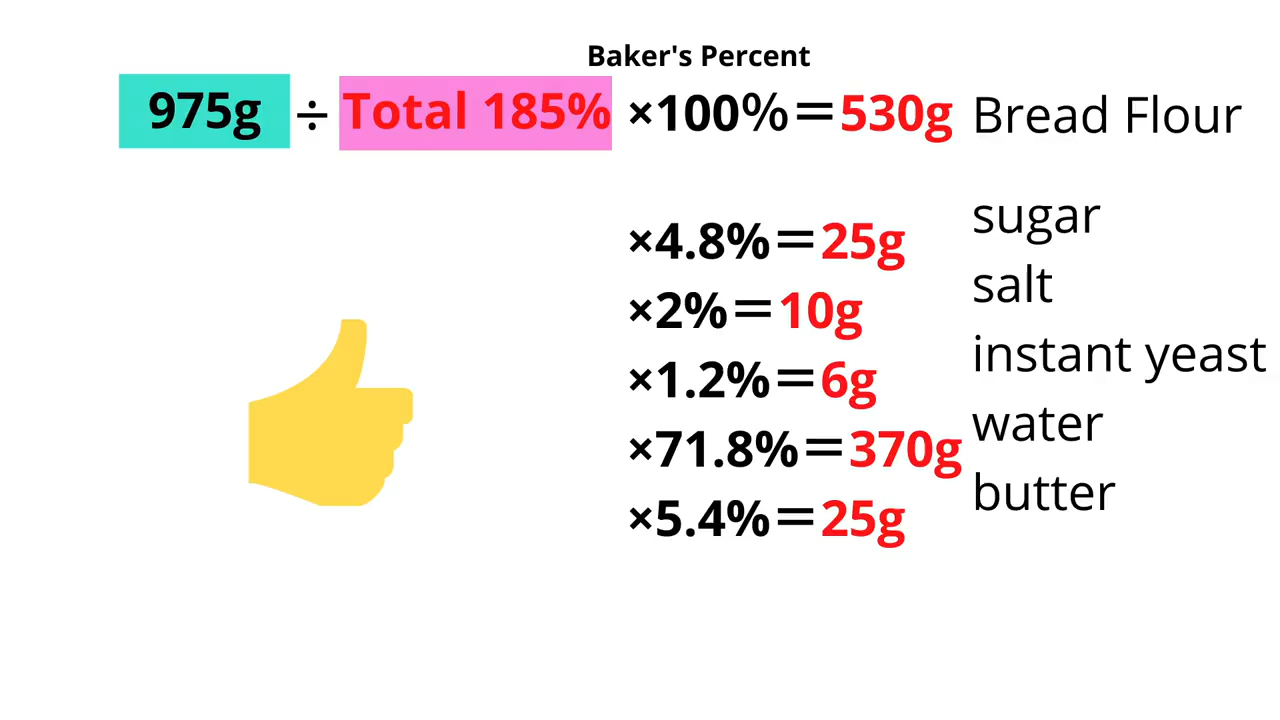 Baker's Percent
975g ÷ Total 185% ×100%=530g Bread Flour
sugar
×4.8%=25g
salt
×2%=10g
instant yeast
×1.2%=6g
water
×71.8%=370g
butter
×5.4%=25g